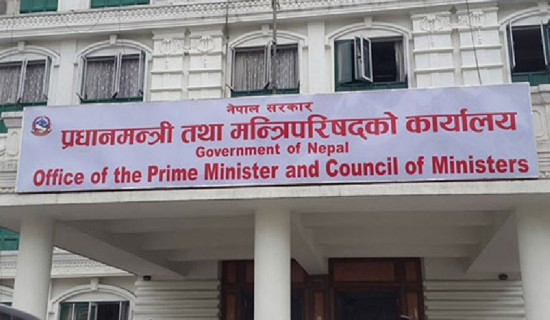 नेपाल सरकार
प्रधानमन्त्री तथा मन्त्रिपरिषद्को कार्यालय
Government of Nepal
Office of the Prime Minister and Council of Ministers